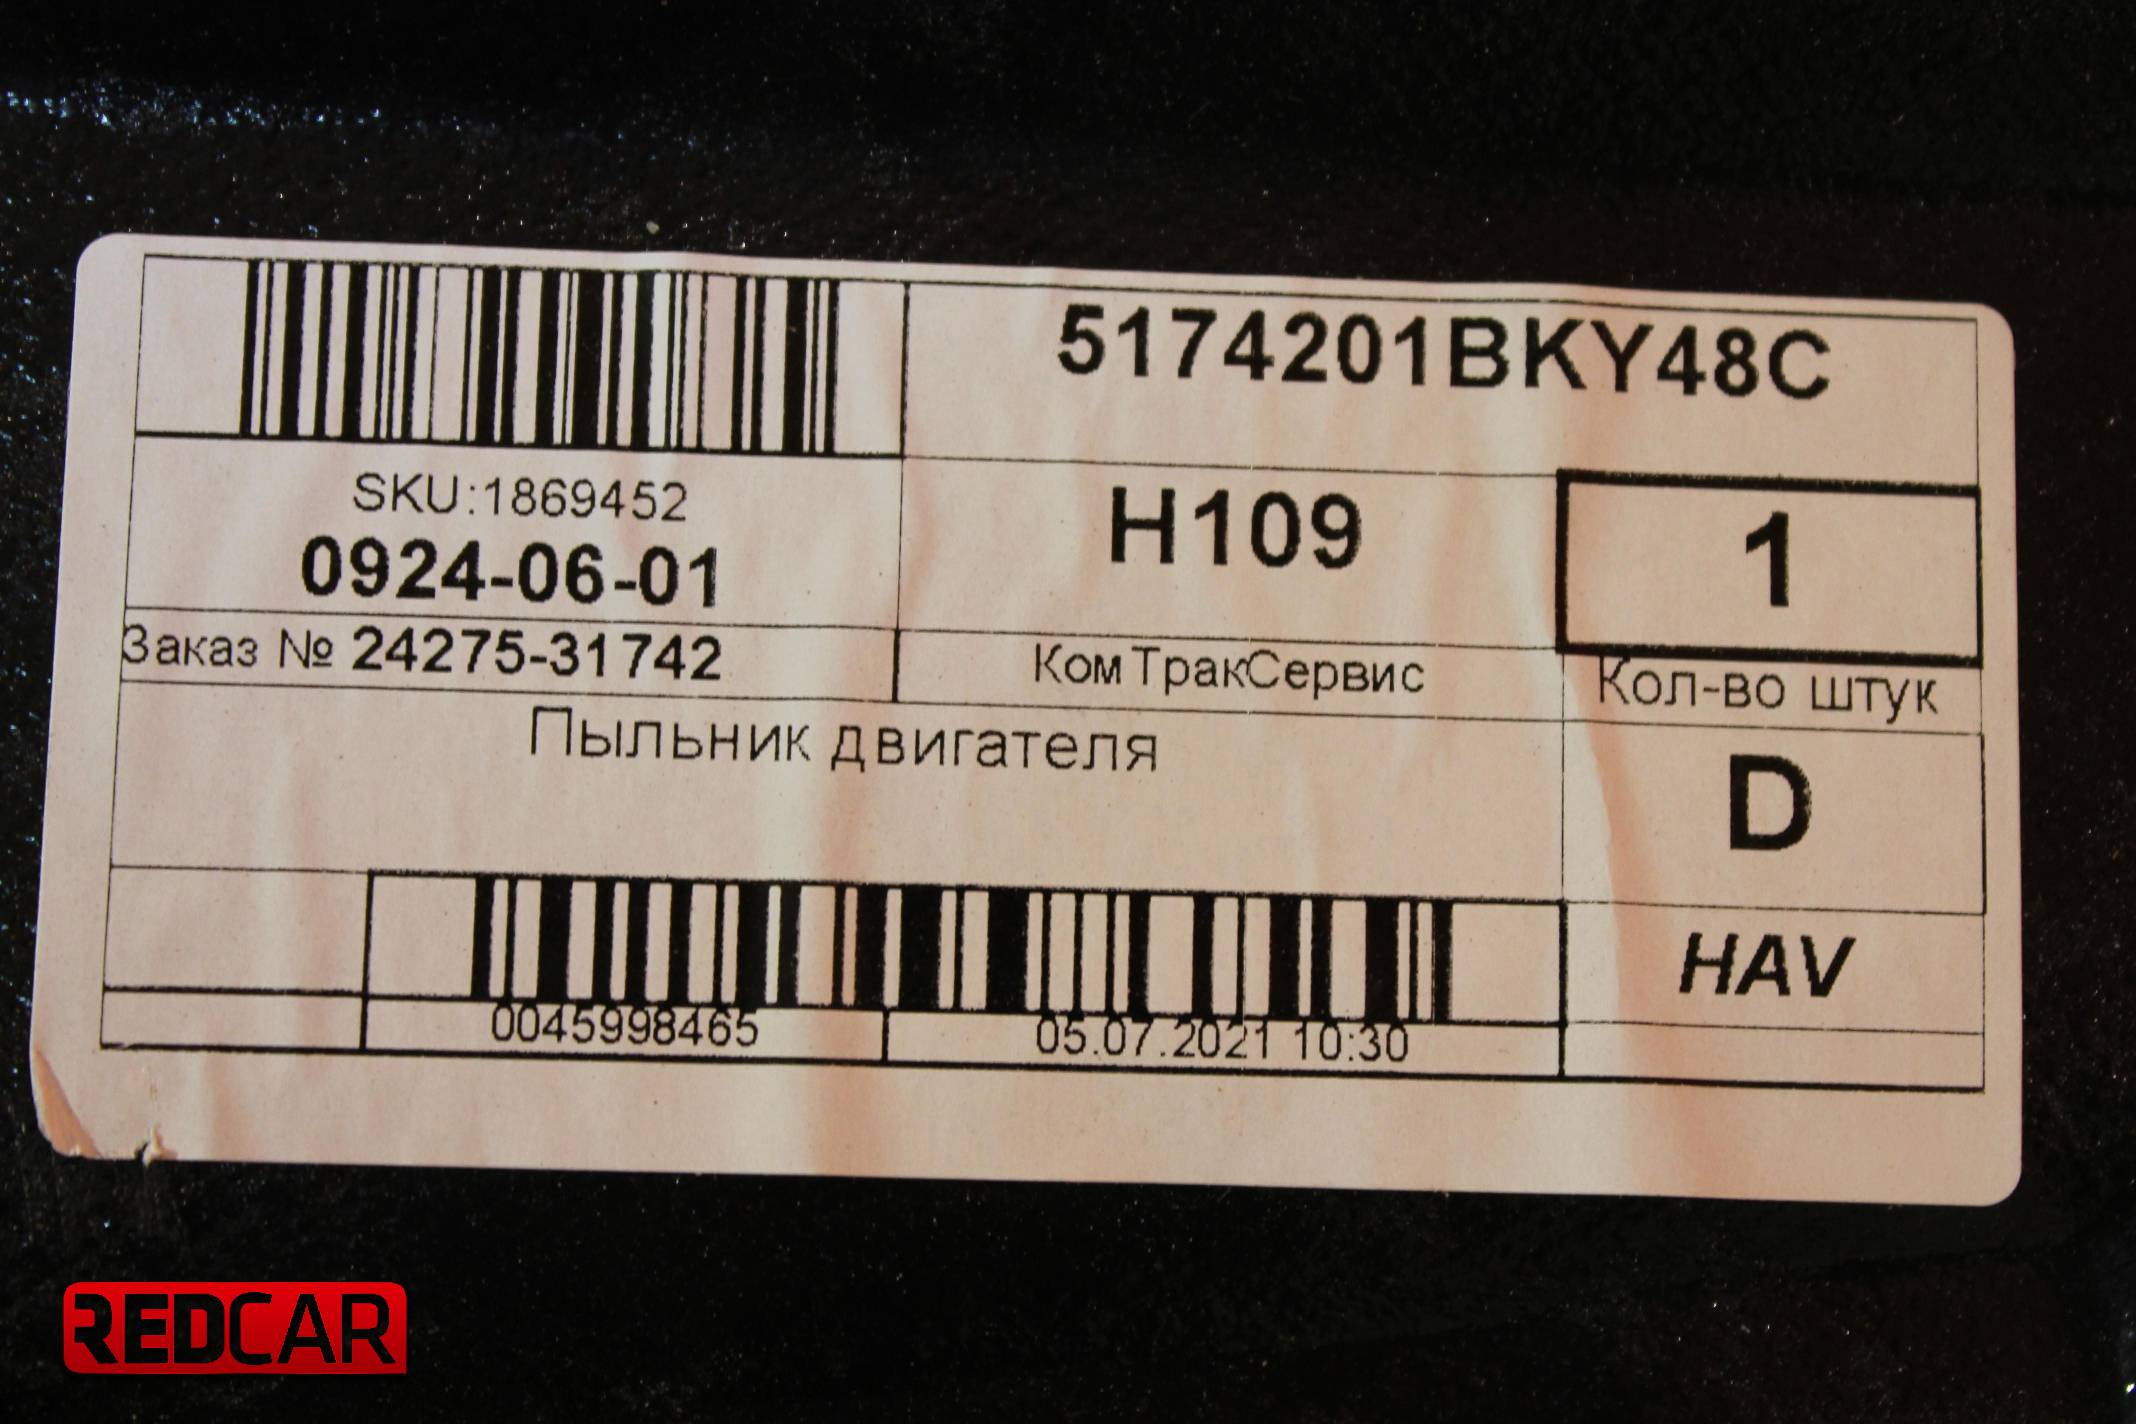 5174201BKY48C
SKU:1869452
0924-06-01
H109
1
Заказ № 24275-31742
КомТракСервис
Кол-во штук
Пыльник двигателя
D
HAV
0045998465
05.07.2021 10:30
REDCAR